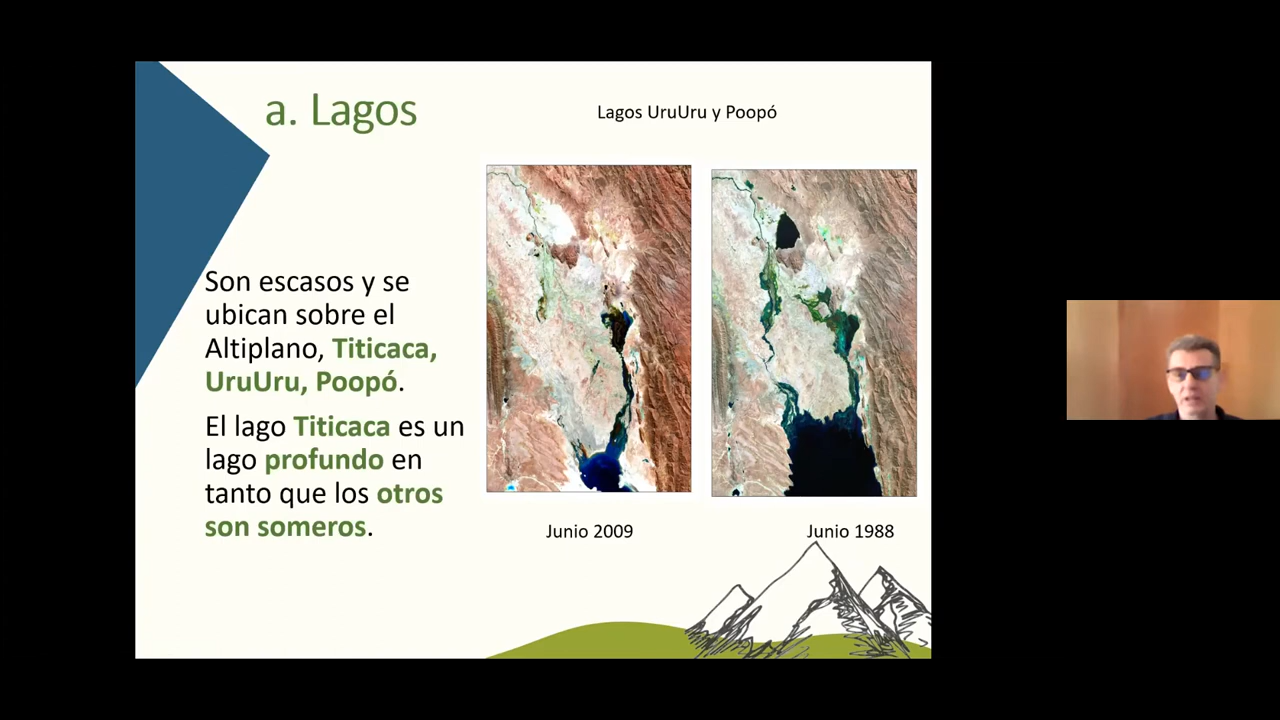 a. Lagos
Lagos UruUru y Poopó
Son escasos y se
ubican sobre el
Altiplano, Titicaca,
UruUru, Poopó.
El lago Titicaca es un
lago profundo en
tanto que los otros
son someros.
Junio 2009
Junio 1988